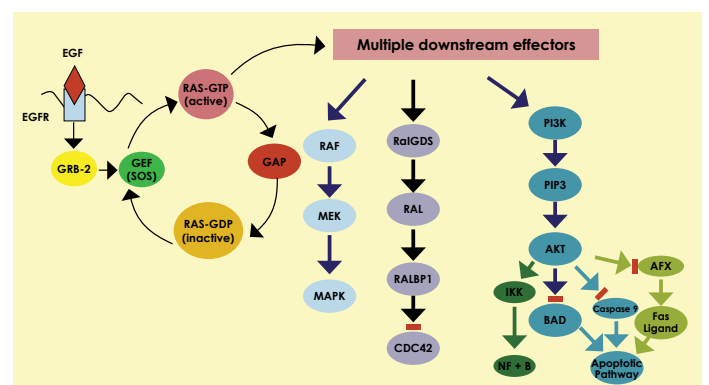 EGF
EGFR
GRB-2
GEF
(SOS)
RAS-GTP
(active)
GAP
RAS-GDP
(inactive)
Multiple downstream effectors
RAF
MEK
MAPK
RalGDS
RAL
RALBP1
CDC42
PI3K
PIP3
AKT
IKK
NF + B
BAD
Caspase 9
AFX
Fas
Ligand
Apoptotic
Pathway